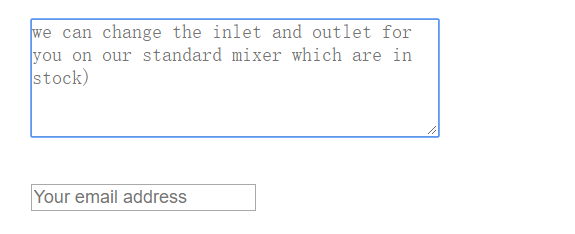 we can change the inlet and outlet for
you on our standard mixer which are in
stock)
Your email address